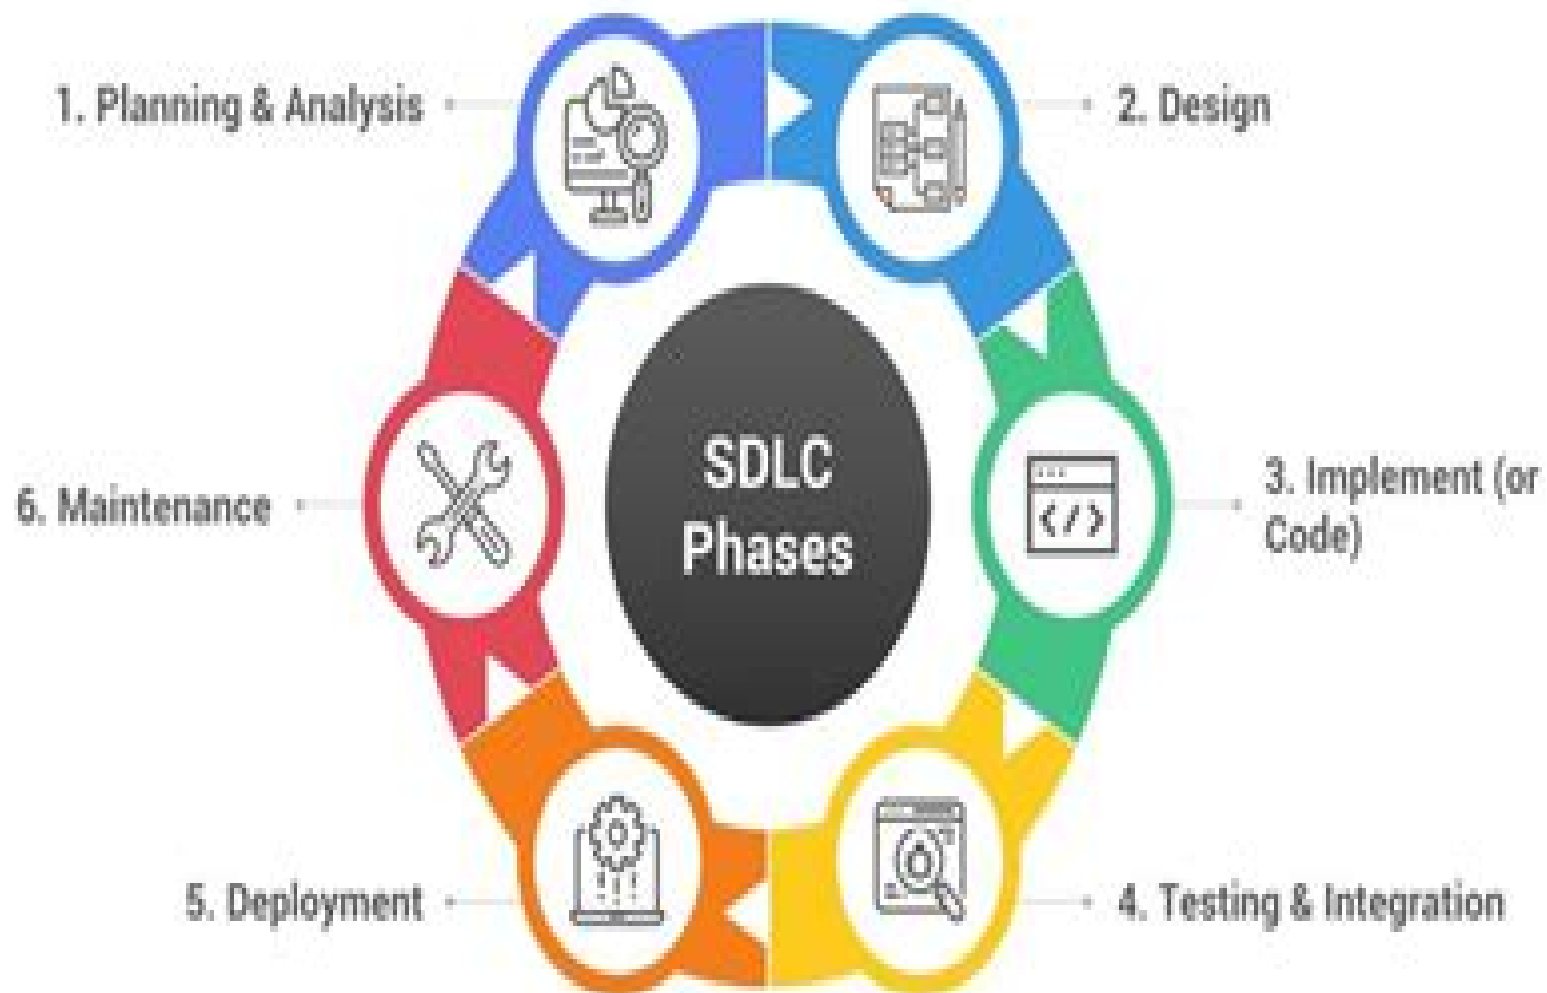 1. Planning & Analysis
2. Design
SDLC
Phases
3. Implement (or
Code)
4. Testing & Integration
5. Deployment
6. Maintenance